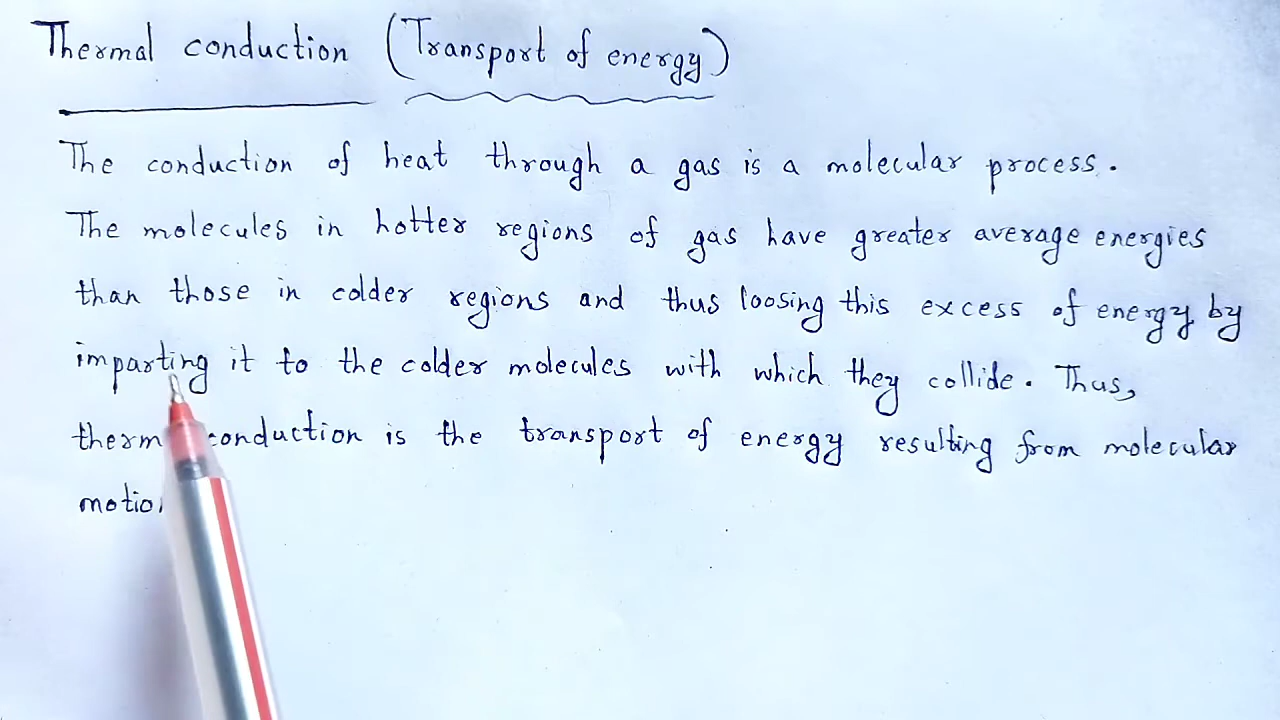 Thermal conduction (Transport of energy)
The conduction of heat through a gas is a molecular process.
The molecules in hotter regions of gas have greater average energies
than those in colder regions and thus loosing this excess of energy by
imparting it to the colder molecules with which they collide. Thus,
therm conduction is the transport of energy resulting from molecular
motio